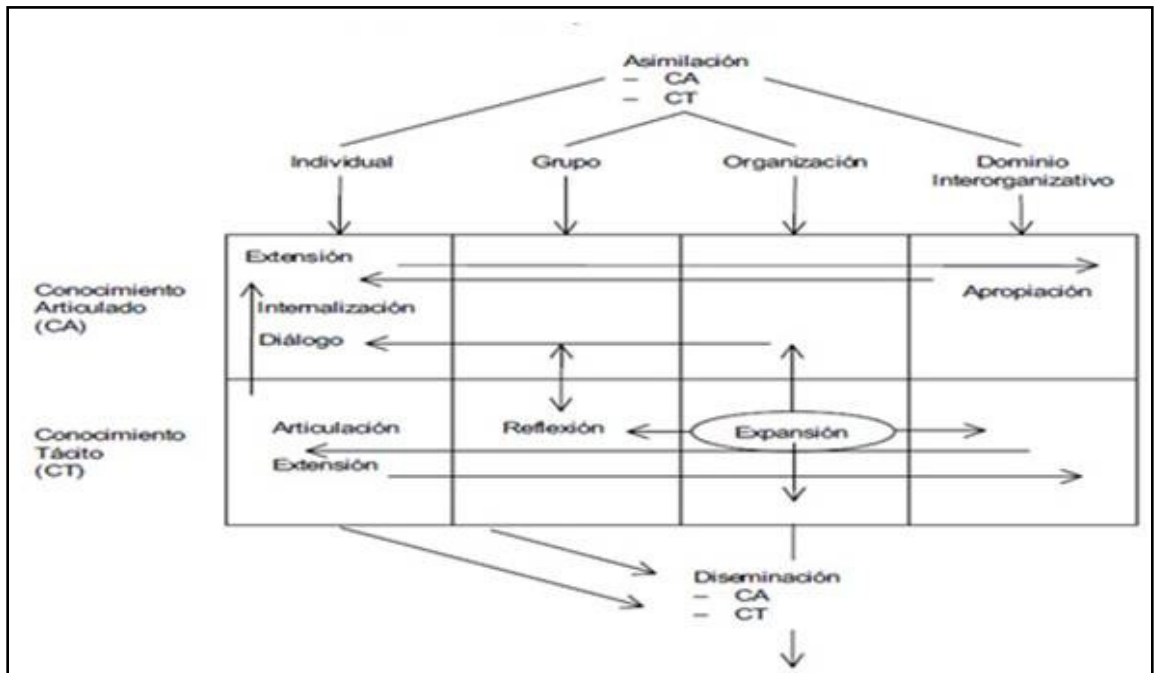 Asimilación
– CA
– CT
Individual
Grupo
Organización
Dominio
Interorganizativo
Conocimiento
Articulado
(CA)
Extensión
Apropiación
Internalización
Diálogo
Conocimiento
Tácito
(CT)
Articulación
Reflexión
Expansión
Extensión
Diseminación
– CA
– CT